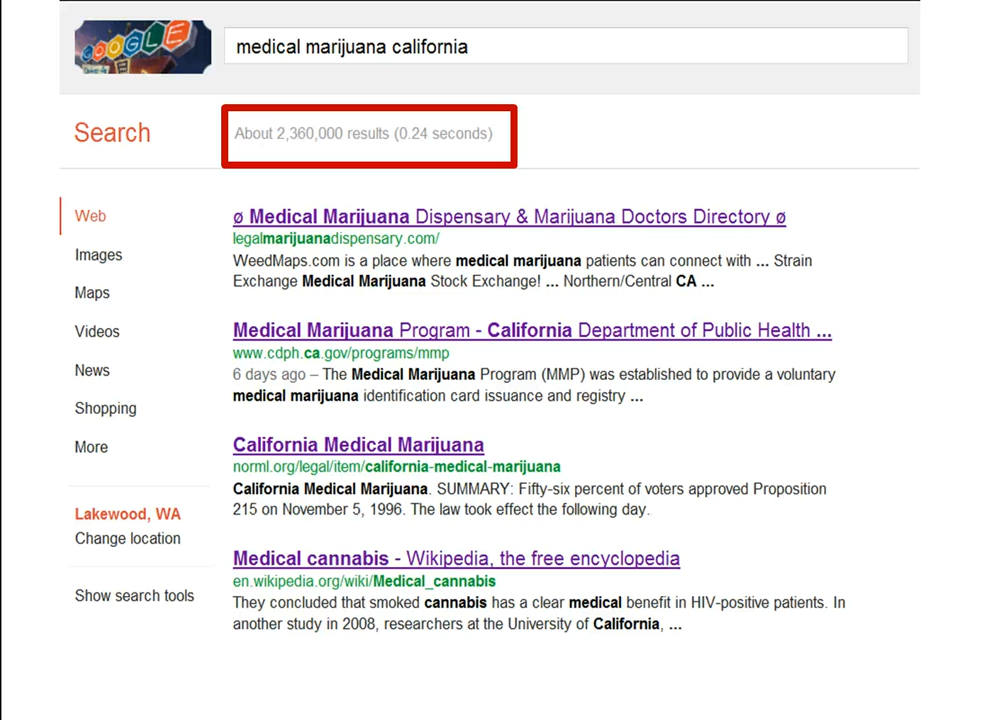 GOOGLE
medical marijuana california
Search
About 2,360,000 results (0.24 seconds)
Web
Images
Maps
Videos
News
Shopping
More
Lakewood, WA
Change location
Show search tools
ø Medical Marijuana Dispensary & Marijuana Doctors Directory ø
legalmarijuanadispensary.com/
WeedMaps.com is a place where medical marijuana patients can connect with ... Strain
Exchange Medical Marijuana Stock Exchange! ... Northern/Central CA ...
Medical Marijuana Program - California Department of Public Health ...
www.cdph.ca.gov/programs/mmp
6 days ago – The Medical Marijuana Program (MMP) was established to provide a voluntary
medical marijuana identification card issuance and registry ...
California Medical Marijuana
norml.org/legal/item/california-medical-marijuana
California Medical Marijuana. SUMMARY: Fifty-six percent of voters approved Proposition
215 on November 5, 1996. The law took effect the following day.
Medical cannabis - Wikipedia, the free encyclopedia
en.wikipedia.org/wiki/Medical_cannabis
They concluded that smoked cannabis has a clear medical benefit in HIV-positive patients. In
another study in 2008, researchers at the University of California, ...